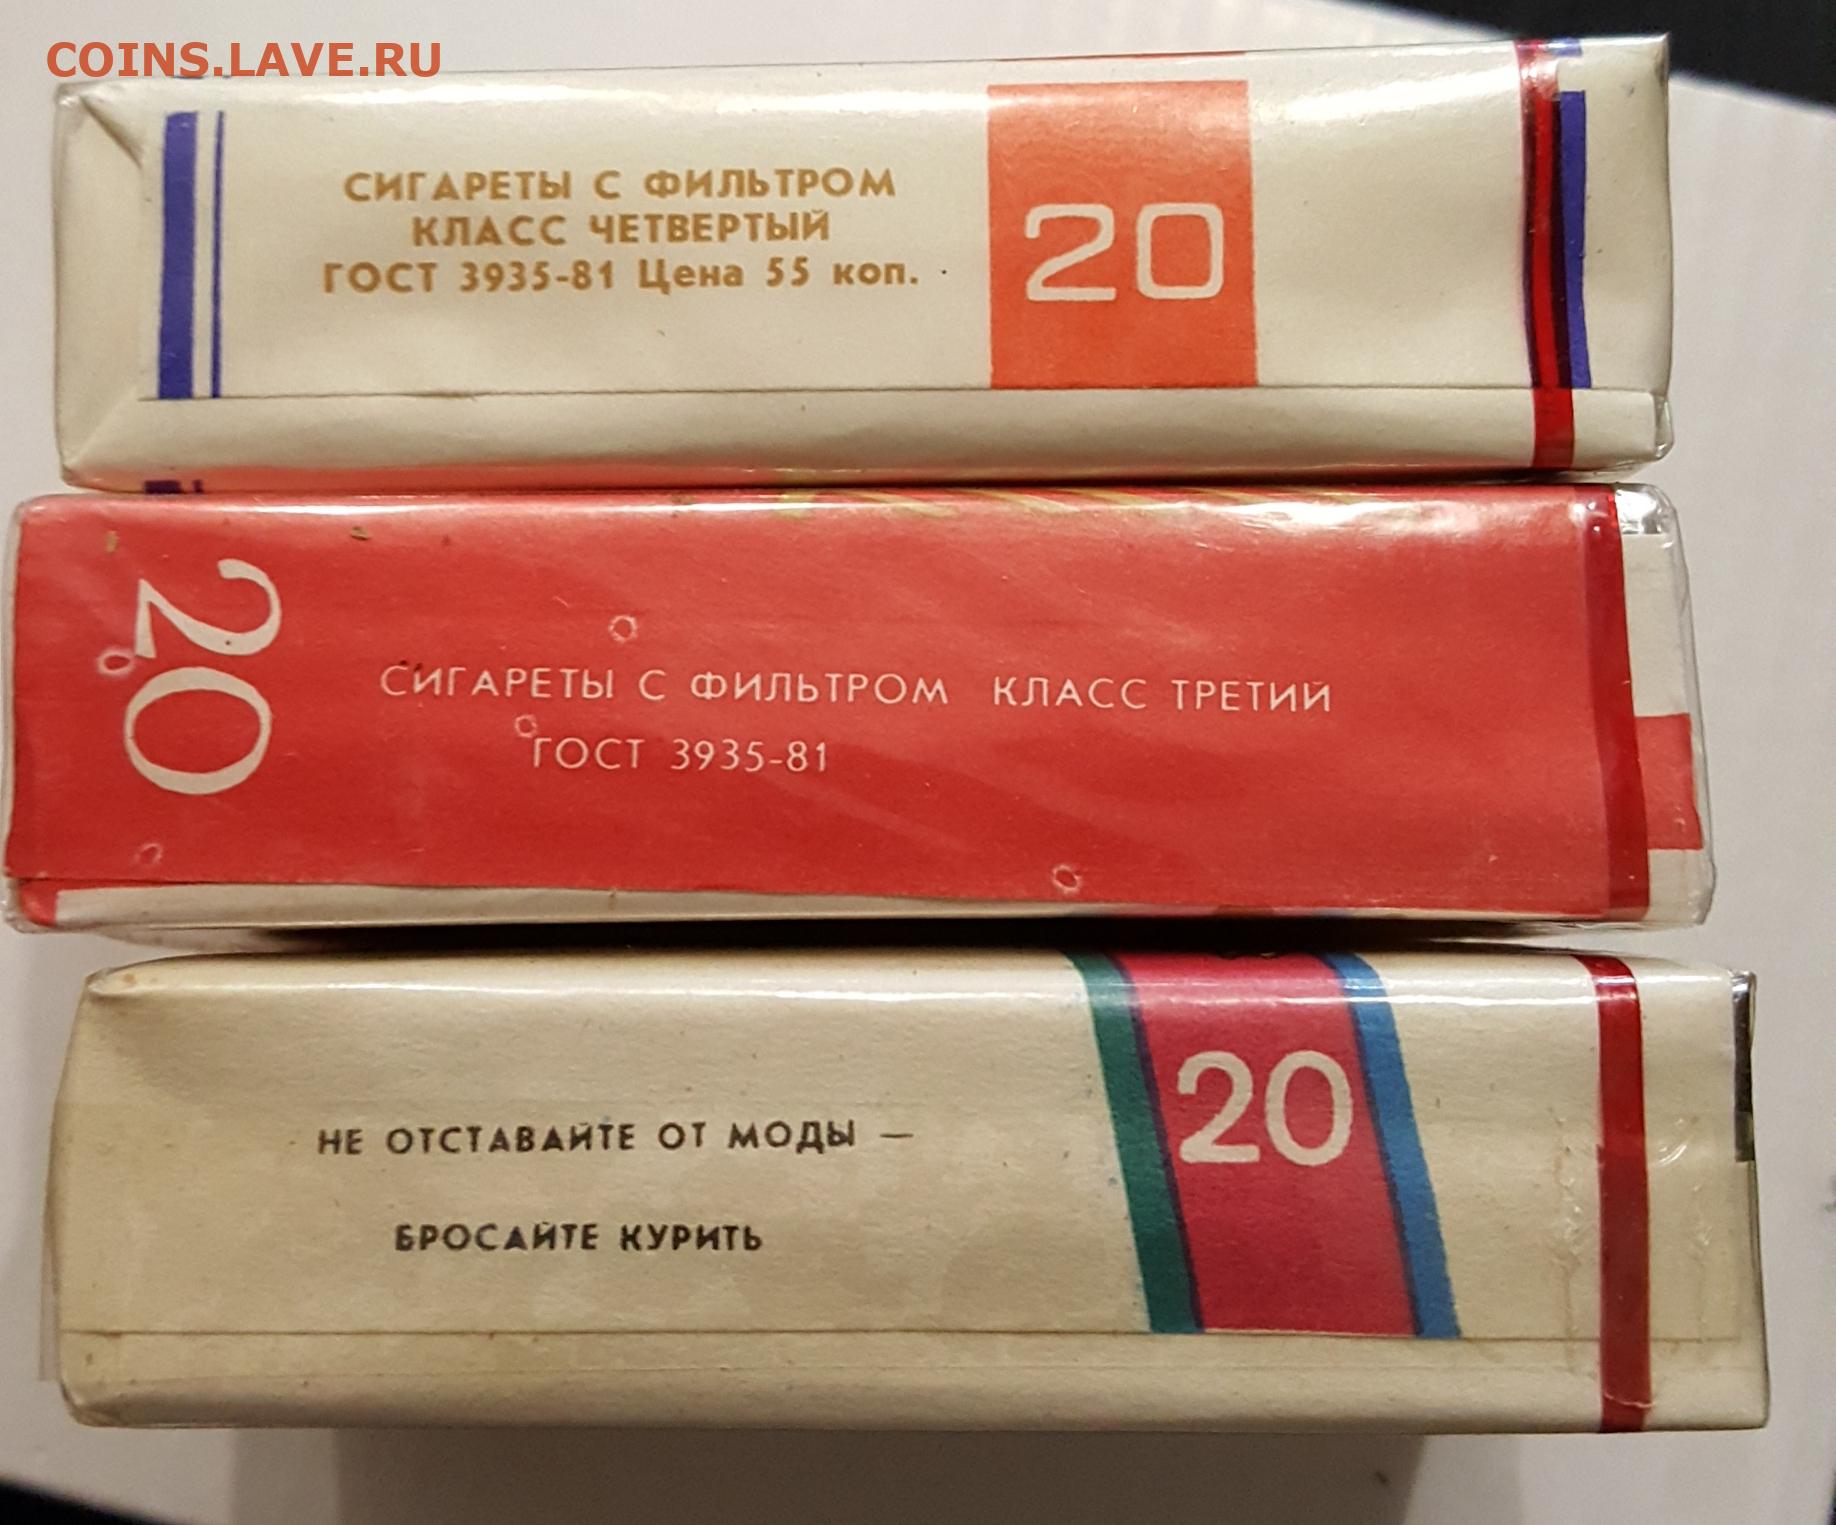 COINS.LAVE.RU
СИГАРЕТЫ С ФИЛЬТРОМ
КЛАСС ЧЕТВЕРТЫЙ
ГОСТ 3935-81 Цена 55 коп.
20
20
СИГАРЕТЫ С ФИЛЬТРОМ КЛАСС ТРЕТИЙ
ГОСТ 3935-81
НЕ ОТСТАВАЙТЕ ОТ МОДЫ —
БРОСАЙТЕ КУРИТЬ
20